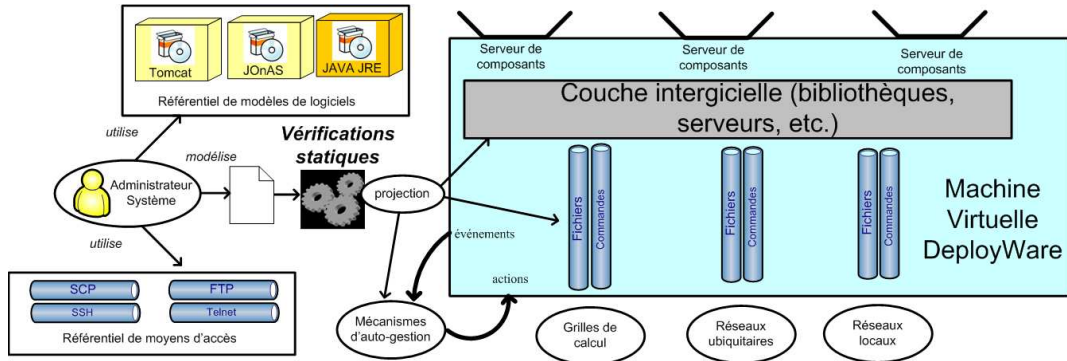 Tomcat
JOnAS
JAVA JRE
Référentiel de modèles de logiciels
utilise
modélise
Vérifications
statiques
Administrateur
Système
projection
utilise
SCP
FTP
SSH
Telnet
Référentiel de moyens d'accès
Serveur de
composants
Serveur de
composants
Serveur de
composants
Couche intergicielle (bibliothèques,
serveurs, etc.)
Fichiers
Commandes
Fichiers
Commandes
Fichiers
Commandes
Machine
Virtuelle
DeployWare
événements
actions
Mécanismes
d'auto-gestion
Grilles de
calcul
Réseaux
ubiquitaires
Réseaux
locaux